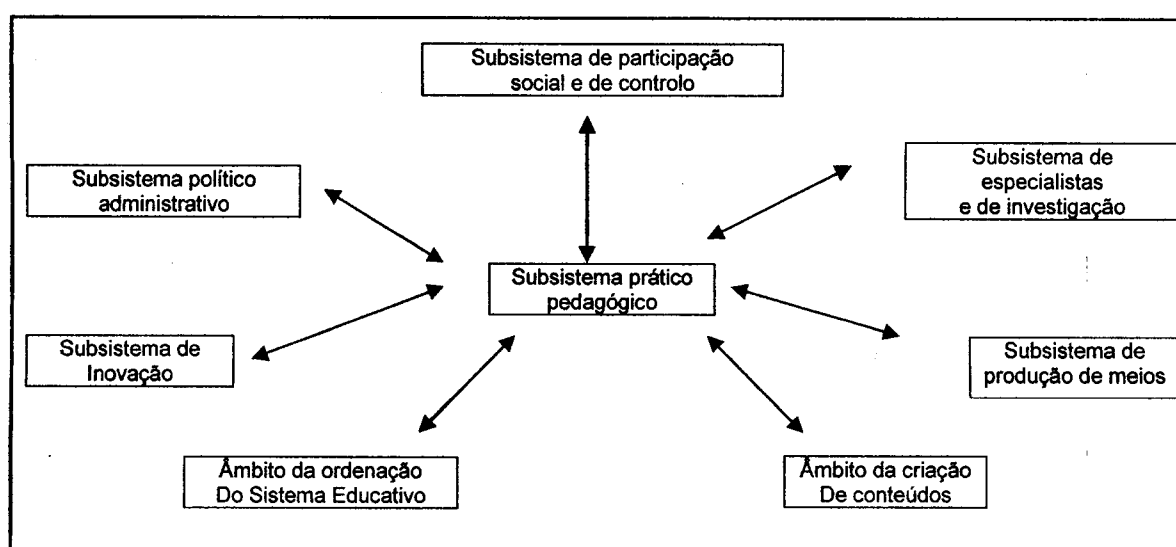 Subsistema de participação
social e de controlo
Subsistema político
administrativo
Subsistema de
especialistas
e de investigação
Subsistema prático
pedagógico
Subsistema de
Inovação
Subsistema de
produção de meios
Âmbito da ordenação
Do Sistema Educativo
Âmbito da criação
De conteúdos